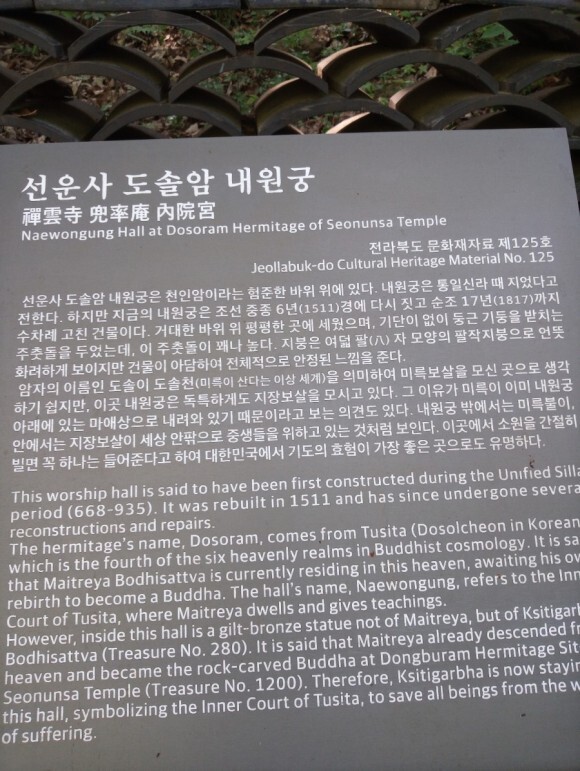 선운사 도솔암 내원궁
禪雲寺 兜率庵 內院宮
Naewongung Hall at Dosoram Hermitage of Seonunsa Temple
전라북도 문화재자료 제125호
Jeollabuk-do Cultural Heritage Material No. 125
선운사 도솔암 내원궁은 천인암이라는 험준한 바위 위에 있다. 내원궁은 통일신라 때 지었다고
전한다. 하지만 지금의 내원궁은 조선 중종 6년(1511)경에 다시 짓고 순조 17년(1817)까지
수차례 고친 건물이다. 거대한 바위 위 평평한 곳에 세웠으며, 기단이 없이 둥근 기둥을 받치는
주춧돌을 두었는데, 이 주춧돌이 꽤나 높다. 지붕은 여덟 팔(八) 자 모양의 팔작지붕으로 언뜻
화려하게 보이지만 건물이 아담하여 전체적으로 안정된 느낌을 준다.
암자의 이름인 도솔이 도솔천(미륵이 산다는 이상 세계)을 의미하여 미륵보살을 모신 곳으로 생각
하기 쉽지만, 이곳 내원궁은 독특하게도 지장보살을 모시고 있다. 그 이유가 미륵이 이미 내원궁
아래에 있는 마애상으로 내려와 있기 때문이라고 보는 의견도 있다. 내원궁 밖에서는 미륵불이,
안에서는 지장보살이 세상 안팎으로 중생들을 위하고 있는 것처럼 보인다. 이곳에서 소원을 간절히
빌면 꼭 하나는 들어준다고 하여 대한민국에서 기도의 효험이 가장 좋은 곳으로도 유명하다.
This worship hall is said to have been first constructed during the Unified Silla
period (668-935). It was rebuilt in 1511 and has since undergone severa
reconstructions and repairs.
The hermitage's name, Dosoram, comes from Tusita (Dosolcheon in Korean
which is the fourth of the six heavenly realms in Buddhist cosmology. It is sa
that Maitreya Bodhisattva is currently residing in this heaven, awaiting his ow
rebirth to become a Buddha. The hall's name, Naewongung, refers to the Inn
Court of Tusita, where Maitreya dwells and gives teachings.
However, inside this hall is a gilt-bronze statue not of Maitreya, but of Ksitigarb
Bodhisattva (Treasure No. 280). It is said that Maitreya already descended fr
heaven and became the rock-carved Buddha at Dongburam Hermitage Sit
Seonunsa Temple (Treasure No. 1200). Therefore, Ksitigarbha is now stayin
this hall, symbolizing the Inner Court of Tusita, to save all beings from the w
of suffering.